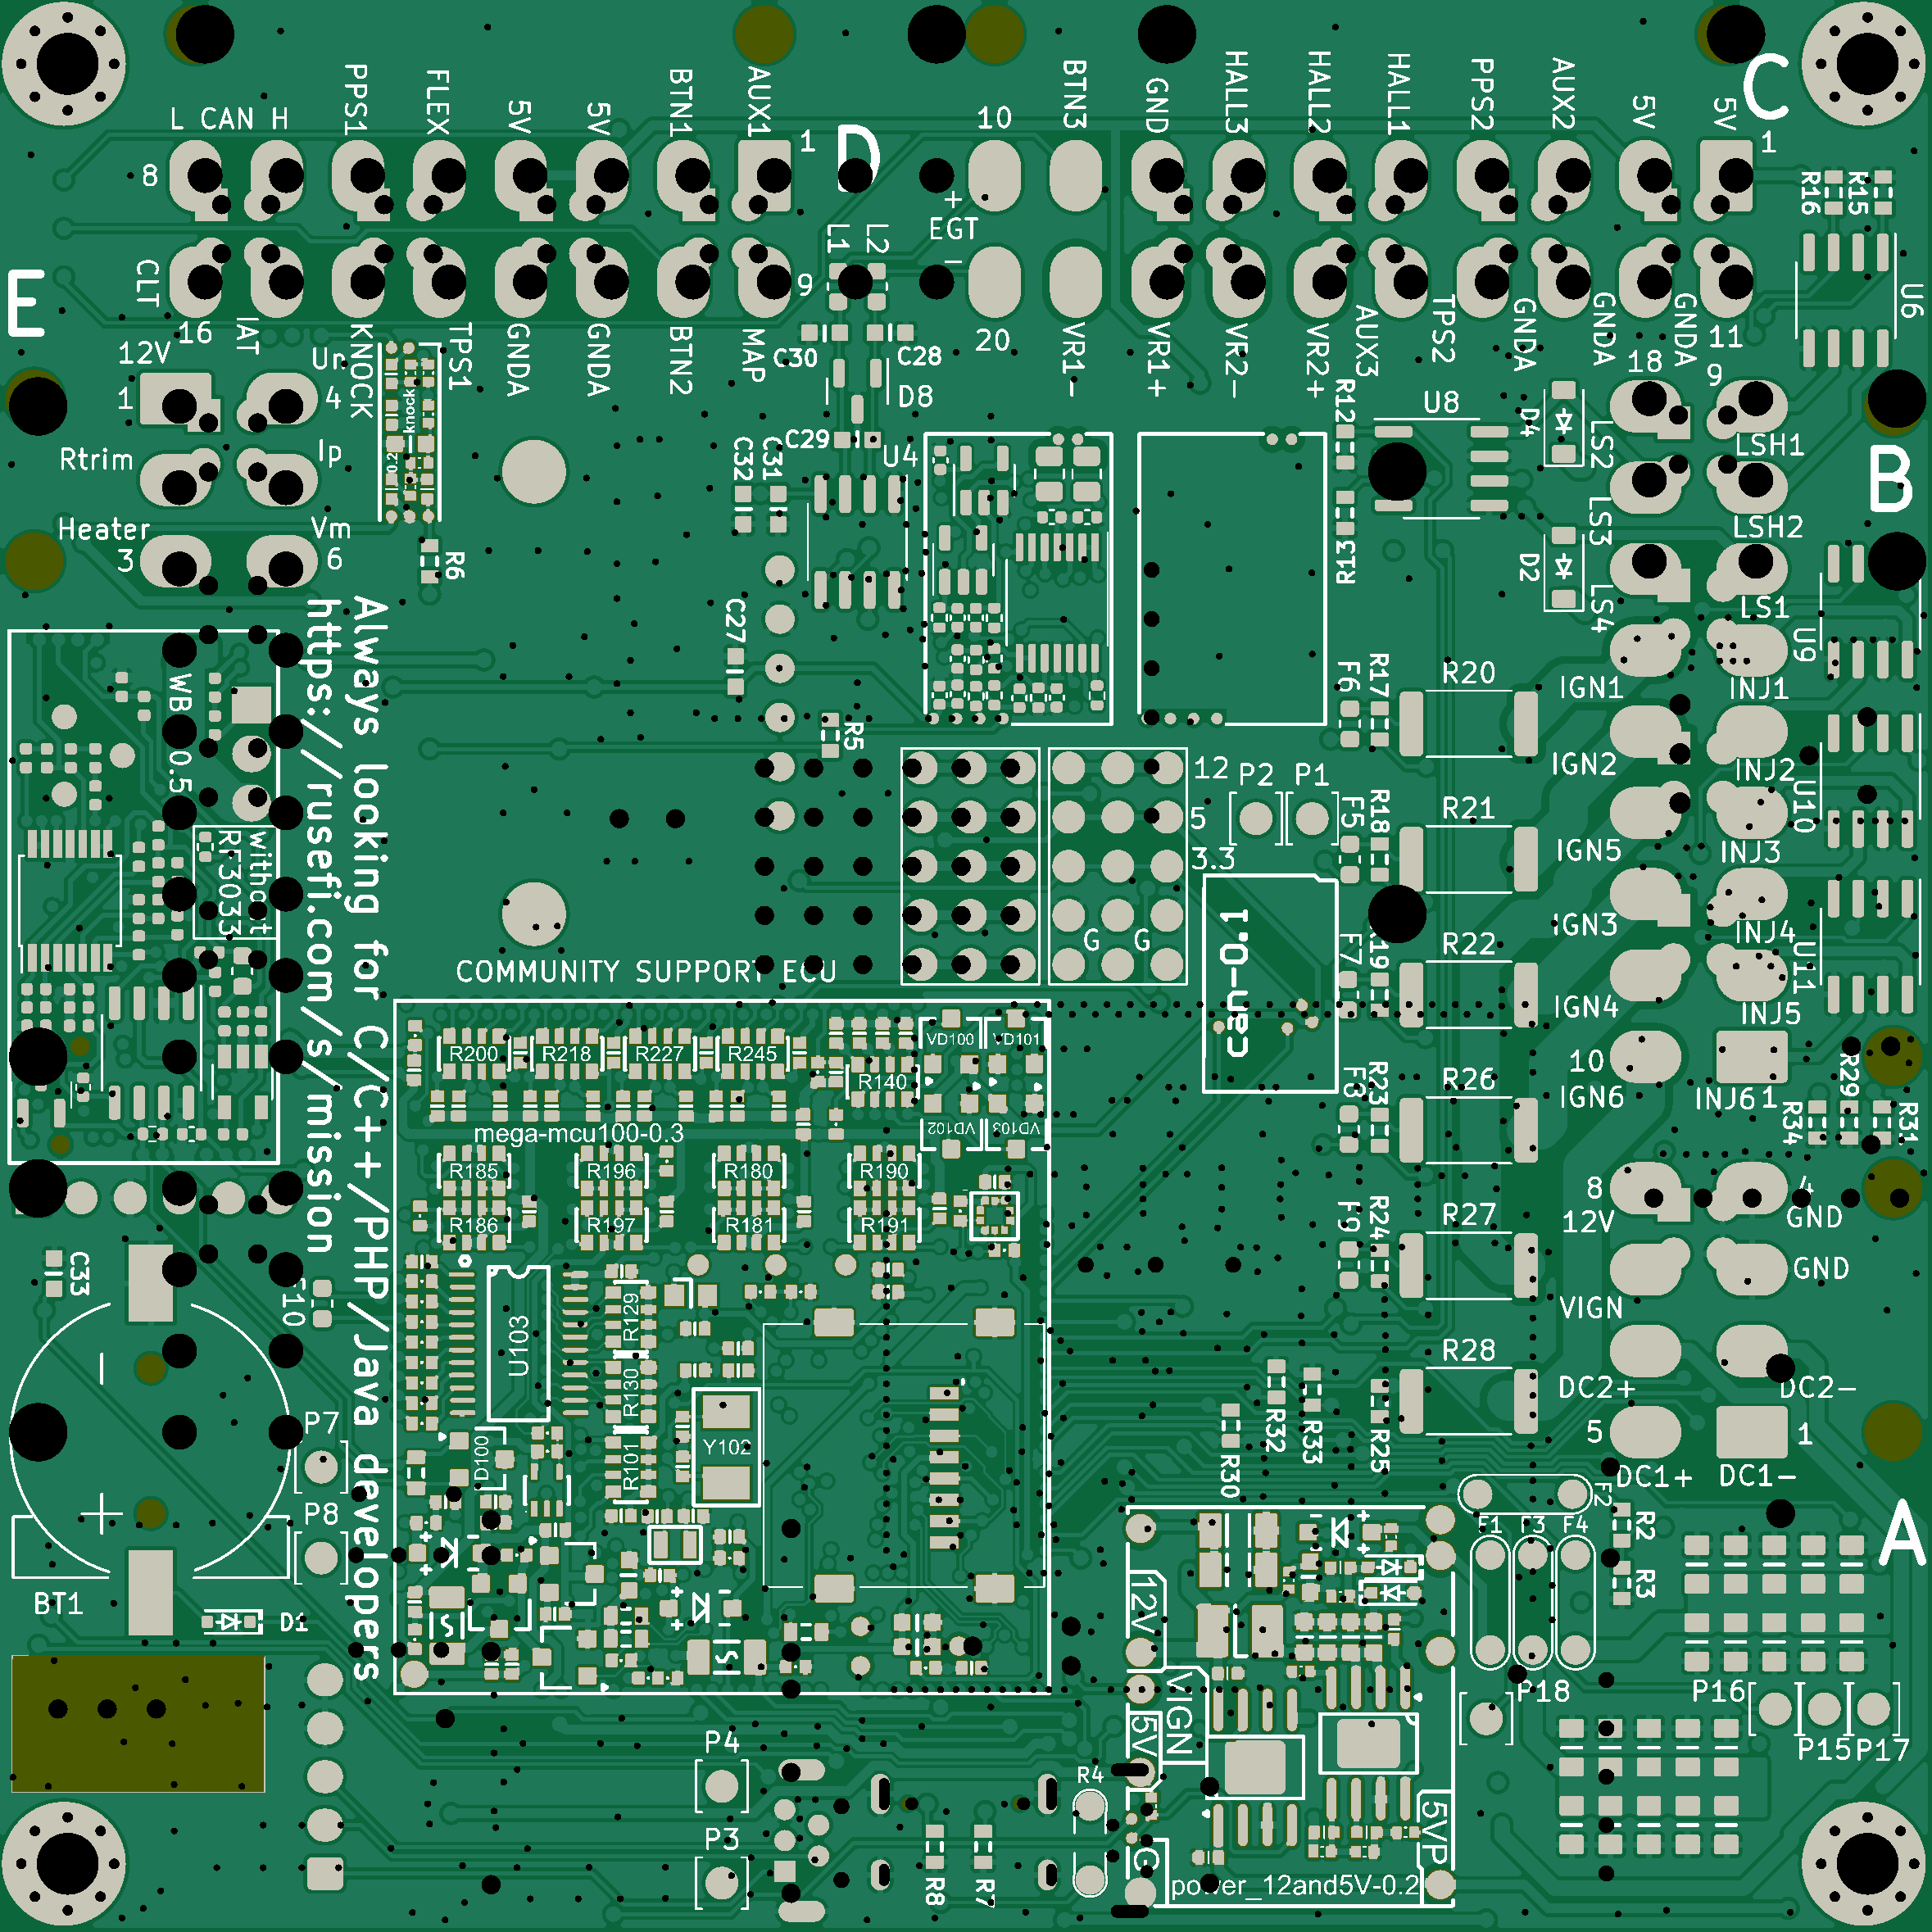 L CAN H
PPS1
FLEX
5V
5V
BTN1
AUX1
1
D
10
BTN3
GND
HALL3
HALL2
HALL1
PPS2
AUX2
5V
5V
C
1
8
+
EGT
-
R16
R15
E
CLT
16
IAT
KNOCK
TPS1
GNDA
GNDA
BTN2
MAP
9
L1
L2
20
VR1-
VR1+
VR2-
VR2+
AUX3
TPS2
GNDA
GNDA
GNDA
11
U6
12V
Un
1
4
Rtrim
Ip
Heater
Vm
3
6
knock
0.2
R6
C30
C28
D8
C29
C32
C31
U4
R12
U8
R13
D4
D2
18
9
LS2
LSH1
B
LS3
LSH2
LS4
LS1
U9
C27
Always looking for C/C++/PHP/Java developers
https://rusefi.com/s/mission
WB
0.5
without
RT3033
R5
F6
R17
R20
IGN1
INJ1
IGN2
INJ2
U10
12
P2
P1
5
3.3
F5
R18
R21
IGN5
INJ3
G
G
can-0.1
F7
R19
R22
IGN3
INJ4
U11
IGN4
INJ5
COMMUNITY SUPPORT ECU
R200
R218
R227
R245
R140
VD100
VD101
VD102
VD103
mega-mcu100-0.3
R185
R196
R180
R190
R186
R197
R181
R191
F8
R23
R26
10
IGN6
INJ6
1
R29
R34
R31
F9
R24
R27
8
12V
4
GND
GND
VIGN
C33
F10
U103
R129
R130
R101
D100
Y102
R28
DC2+
DC2-
5
1
DC1+
DC1-
R30
R32
R33
R25
P7
P8
BT1
D1
F2
F1
F3
F4
R2
R3
A
12V
VIGN
5V
G
5VP
power_12and5V-0.2
P18
P16
P15
P17
P4
P3
R4
R8
R7